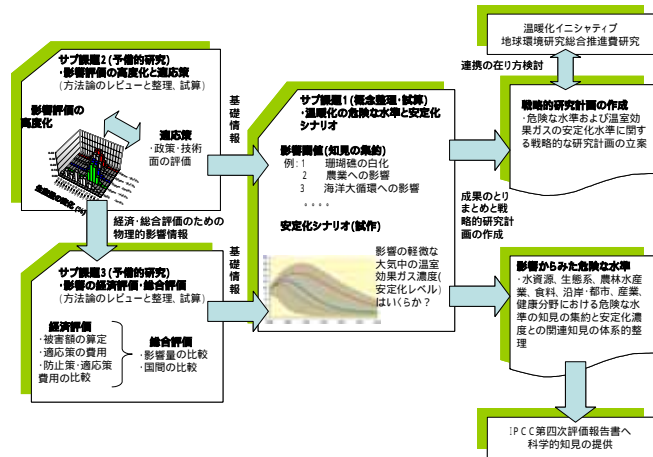 サブ課題2(予備的研究)
・影響評価の高度化と適応策
(方法論のレビューと整理、試算)
影響評価の
高度化
適応策
・政策・技術
面の評価
基礎情報
経済・総合評価のための
物理的影響情報
サブ課題3(予備的研究)
・影響の経済評価・総合評価
(方法論のレビューと整理、試算)
経済評価
・被害額の算定
・適応策の費用
・防止策・適応策
費用の比較
総合評価
・影響量の比較
・国間の比較
基礎情報
サブ課題1(概念整理・試算)
・温暖化の危険な水準と安定化
シナリオ
影響閾値(知見の集約)
例:1 珊瑚礁の白化
2 農業への影響
3 海洋大循環への影響
。。。。
安定化シナリオ(試作)
影響の軽微な
大気中の温室
効果ガス濃度(
安定化レベル)
はいくらか?
温暖化イニシャティブ
地球環境研究総合推進費研究
連携の在り方検討
戦略的研究計画の作成
・危険な水準および温室効
果ガスの安定化水準に関す
る戦略的な研究計画の立案
成果のとり
まとめと戦
略的研究計
画の作成
影響からみた危険な水準
・水資源、生態系、農林水産
業、食料、沿岸・都市、産業、
健康分野における危険な水
準の知見の集約と安定化濃
度との関連知見の体系的整
理
IPCC第四次評価報告書へ
科学的知見の提供